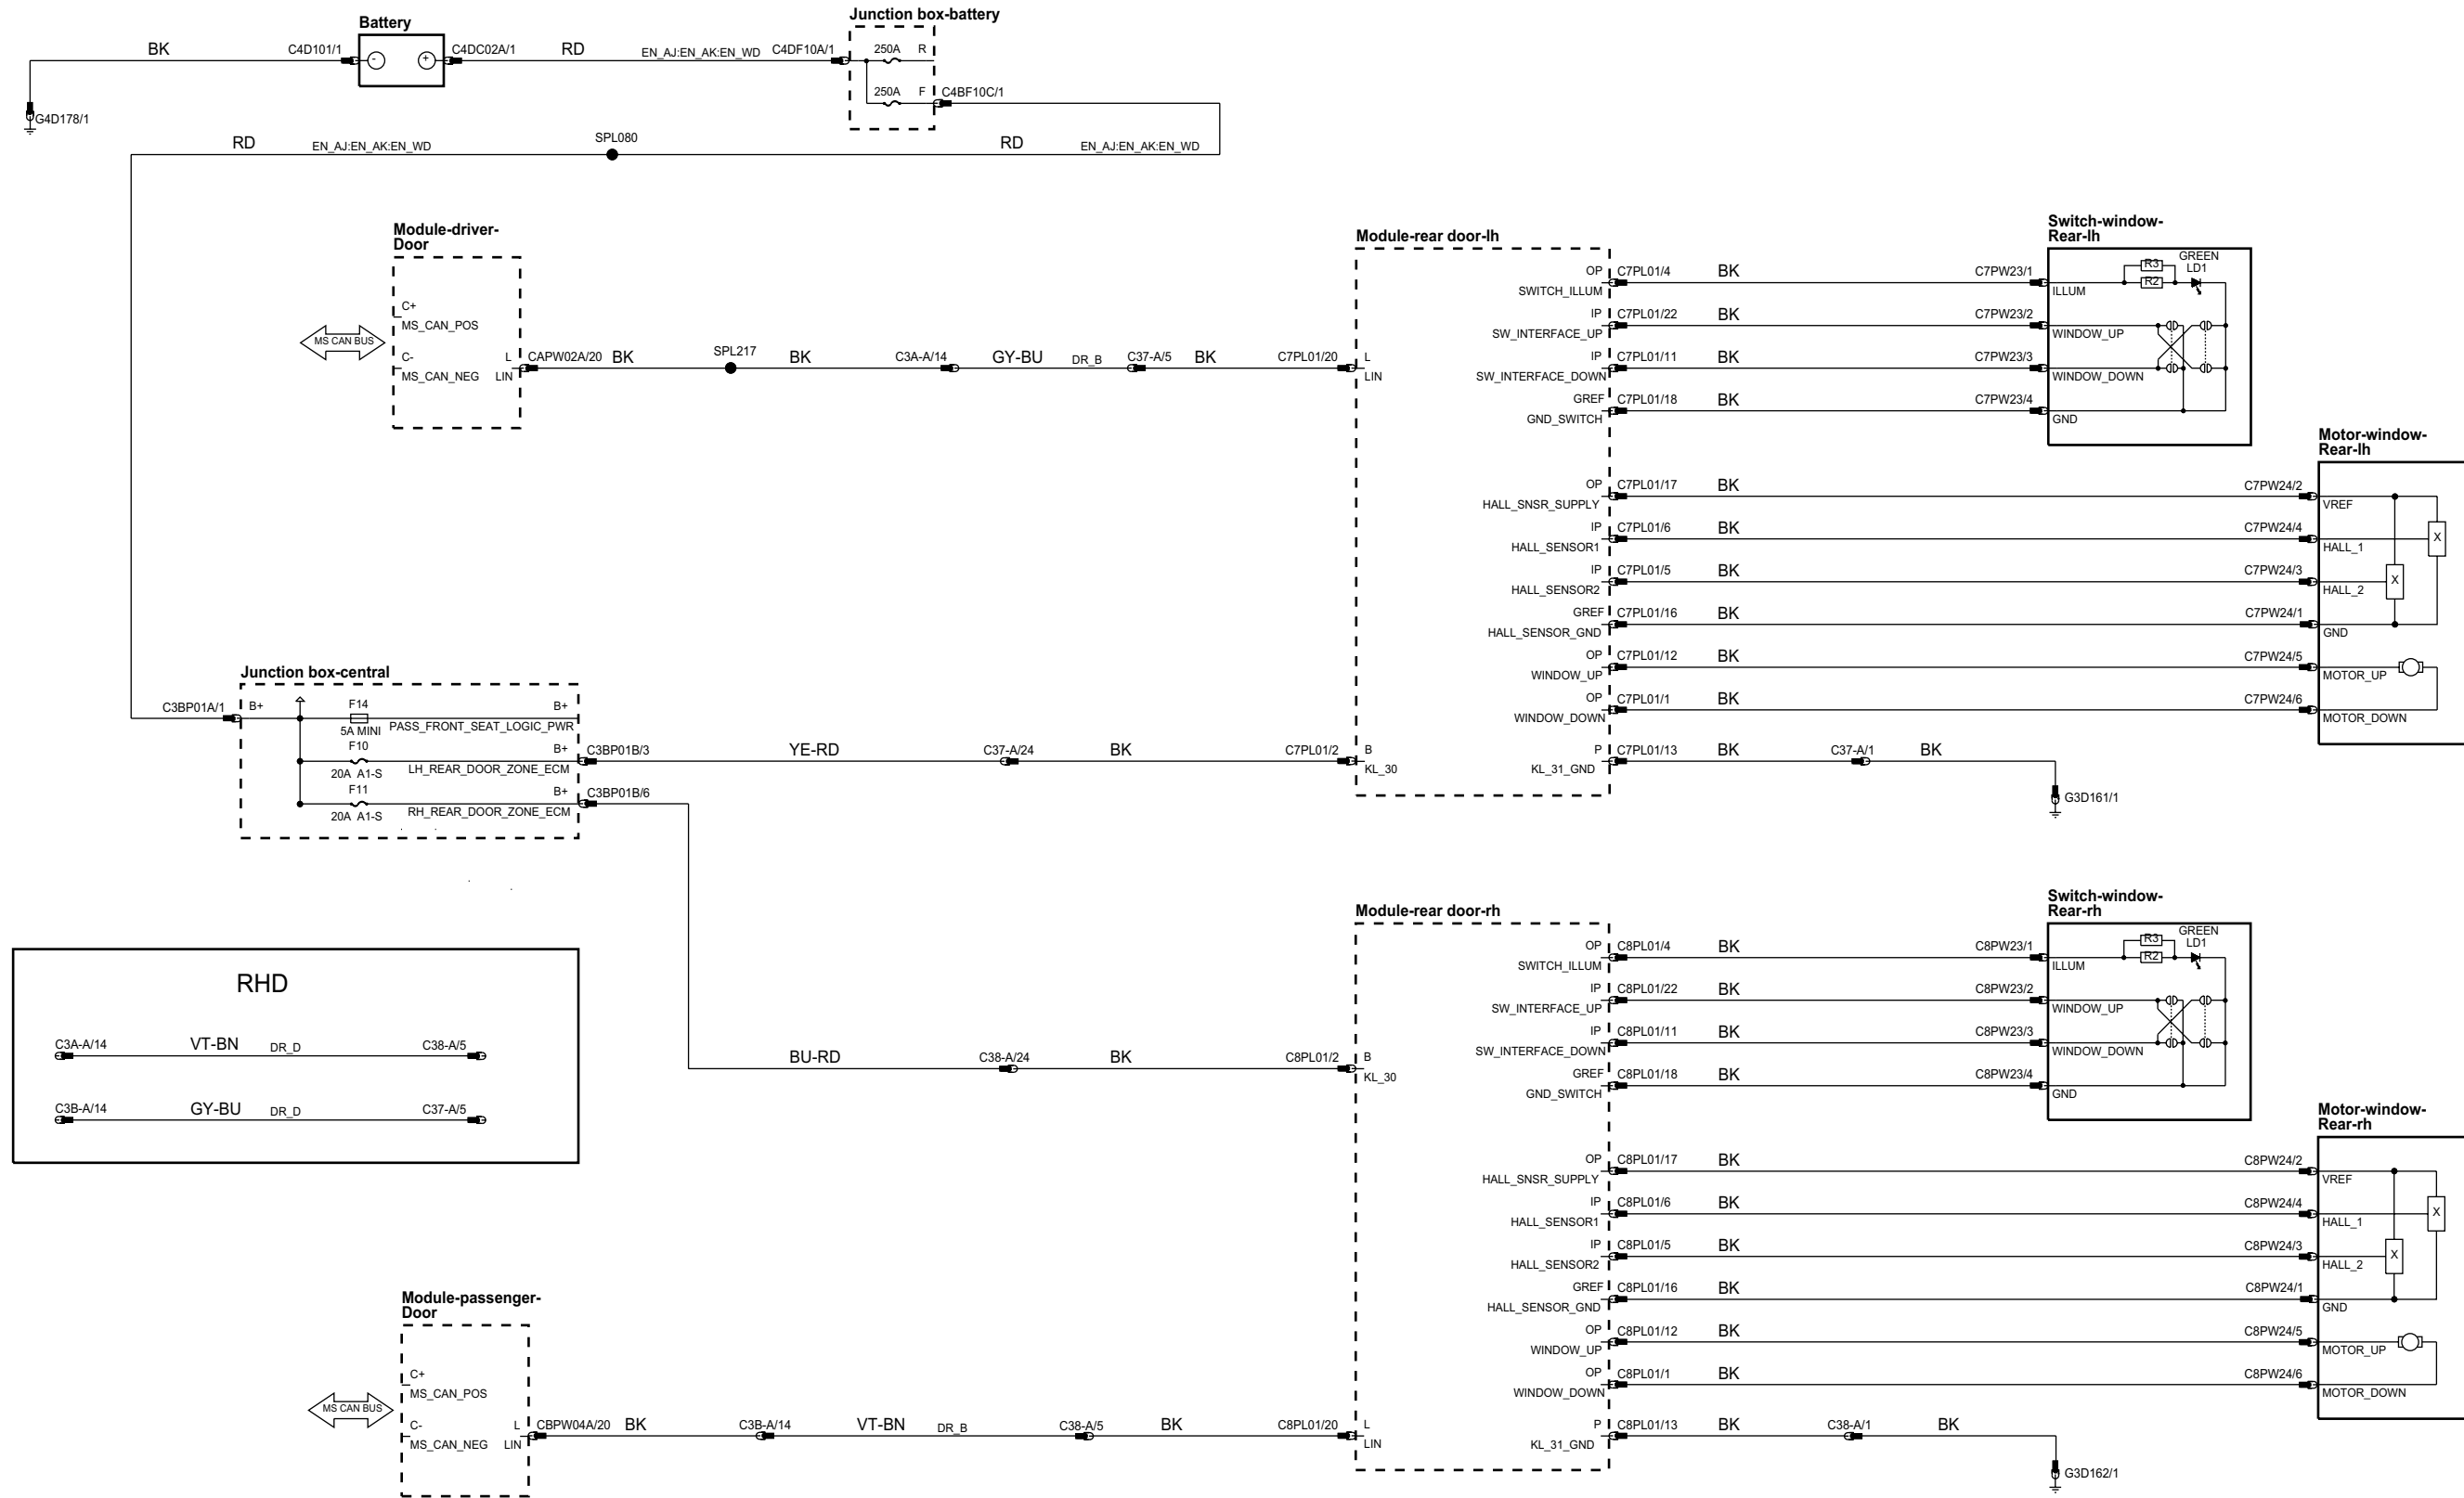 Battery
Junction box-battery
BK
C4D101/1
-
+
C4DC02A/1
RD
EN_AJ:EN_AK:EN_WD
C4DF10A/1
250A R
250A F
C4BF10C/1
G4D178/1
RD
EN_AJ:EN_AK:EN_WD
SPL080
RD
EN_AJ:EN_AK:EN_WD
Module-driver-
Door
C+
MS_CAN_POS
MS CAN BUS
C-
MS_CAN_NEG
L
LIN
CAPW02A/20
BK
SPL217
BK
C3A-A/14
GY-BU
DR_B
C37-A/5
BK
C7PL01/20
L
LIN
Module-rear door-lh
OP
SWITCH_ILLUM
C7PL01/4
BK
C7PW23/1
IP
SW_INTERFACE_UP
C7PL01/22
BK
C7PW23/2
IP
SW_INTERFACE_DOWN
C7PL01/11
BK
C7PW23/3
GREF
GND_SWITCH
C7PL01/18
BK
C7PW23/4
Switch-window-
Rear-lh
ILLUM
R3
R2
GREEN
LD1
WINDOW_UP
WINDOW_DOWN
GND
OP
HALL_SNSR_SUPPLY
C7PL01/17
BK
C7PW24/2
IP
HALL_SENSOR1
C7PL01/6
BK
C7PW24/4
IP
HALL_SENSOR2
C7PL01/5
BK
C7PW24/3
GREF
HALL_SENSOR_GND
C7PL01/16
BK
C7PW24/1
OP
WINDOW_UP
C7PL01/12
BK
C7PW24/5
OP
WINDOW_DOWN
C7PL01/1
BK
C7PW24/6
Motor-window-
Rear-lh
VREF
HALL_1
X
HALL_2
X
GND
MOTOR_UP
MOTOR_DOWN
P
KL_31_GND
C7PL01/13
BK
C37-A/1
BK
G3D161/1
Junction box-central
C3BP01A/1
B+
F14
5A MINI
B+
PASS_FRONT_SEAT_LOGIC_PWR
F10
20A A1-S
B+
LH_REAR_DOOR_ZONE_ECM
C3BP01B/3
YE-RD
C37-A/24
BK
C7PL01/2
B
KL_30
F11
20A A1-S
B+
RH_REAR_DOOR_ZONE_ECM
C3BP01B/6
BU-RD
C38-A/24
BK
C8PL01/2
B
KL_30
RHD
C3A-A/14
VT-BN
DR_D
C38-A/5
C3B-A/14
GY-BU
DR_D
C37-A/5
Module-rear door-rh
OP
SWITCH_ILLUM
C8PL01/4
BK
C8PW23/1
IP
SW_INTERFACE_UP
C8PL01/22
BK
C8PW23/2
IP
SW_INTERFACE_DOWN
C8PL01/11
BK
C8PW23/3
GREF
GND_SWITCH
C8PL01/18
BK
C8PW23/4
Switch-window-
Rear-rh
ILLUM
R3
R2
GREEN
LD1
WINDOW_UP
WINDOW_DOWN
GND
OP
HALL_SNSR_SUPPLY
C8PL01/17
BK
C8PW24/2
IP
HALL_SENSOR1
C8PL01/6
BK
C8PW24/4
IP
HALL_SENSOR2
C8PL01/5
BK
C8PW24/3
GREF
HALL_SENSOR_GND
C8PL01/16
BK
C8PW24/1
OP
WINDOW_UP
C8PL01/12
BK
C8PW24/5
OP
WINDOW_DOWN
C8PL01/1
BK
C8PW24/6
Motor-window-
Rear-rh
VREF
HALL_1
X
HALL_2
X
GND
MOTOR_UP
MOTOR_DOWN
P
KL_31_GND
C8PL01/13
BK
C38-A/1
BK
G3D162/1
Module-passenger-
Door
C+
MS_CAN_POS
MS CAN BUS
C-
MS_CAN_NEG
L
LIN
CBPW04A/20
BK
C3B-A/14
VT-BN
DR_B
C38-A/5
BK
C8PL01/20
L
LIN